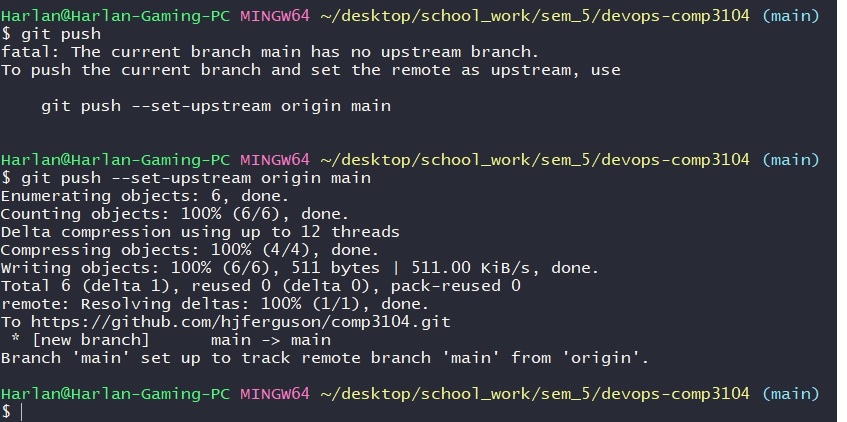 Harlan@Harlan-Gaming-PC MINGW64 ~/desktop/school_work/sem_5/devops-comp3104 (main)
$ git push
fatal: The current branch main has no upstream branch.
To push the current branch and set the remote as upstream, use
    git push --set-upstream origin main
Harlan@Harlan-Gaming-PC MINGW64 ~/desktop/school_work/sem_5/devops-comp3104 (main)
$ git push --set-upstream origin main
Enumerating objects: 6, done.
Counting objects: 100% (6/6), done.
Delta compression using up to 12 threads
Compressing objects: 100% (4/4), done.
Writing objects: 100% (6/6), 511 bytes | 511.00 KiB/s, done.
Total 6 (delta 1), reused 0 (delta 0), pack-reused 0
remote: Resolving deltas: 100% (1/1), done.
To https://github.com/hjferguson/comp3104.git
 * [new branch]      main -> main
Branch 'main' set up to track remote branch 'main' from 'origin'.
Harlan@Harlan-Gaming-PC MINGW64 ~/desktop/school_work/sem_5/devops-comp3104 (main)
$